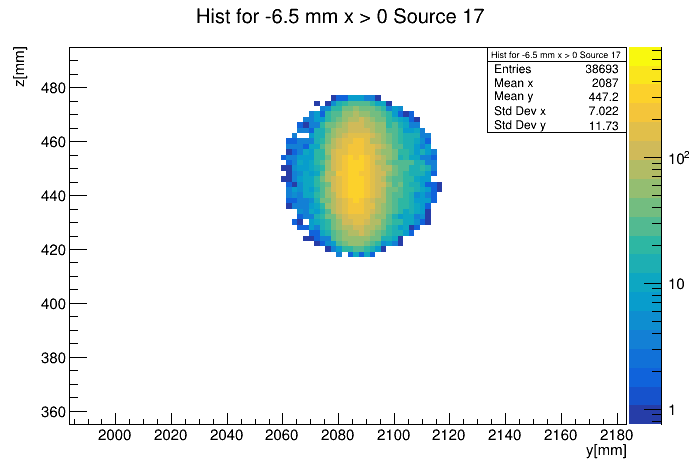 Hist for -6.5 mm x > 0 Source 17
z[mm]
Hist for -6.5 mm x > 0 Source 17
Entries 38693
Mean x 2087
Mean y 447.2
Std Dev x 7.022
Std Dev y 11.73
480
460
440
420
400
380
360
2000 2020 2040 2060 2080 2100 2120 2140 2160 2180
y[mm]
10²
10
1